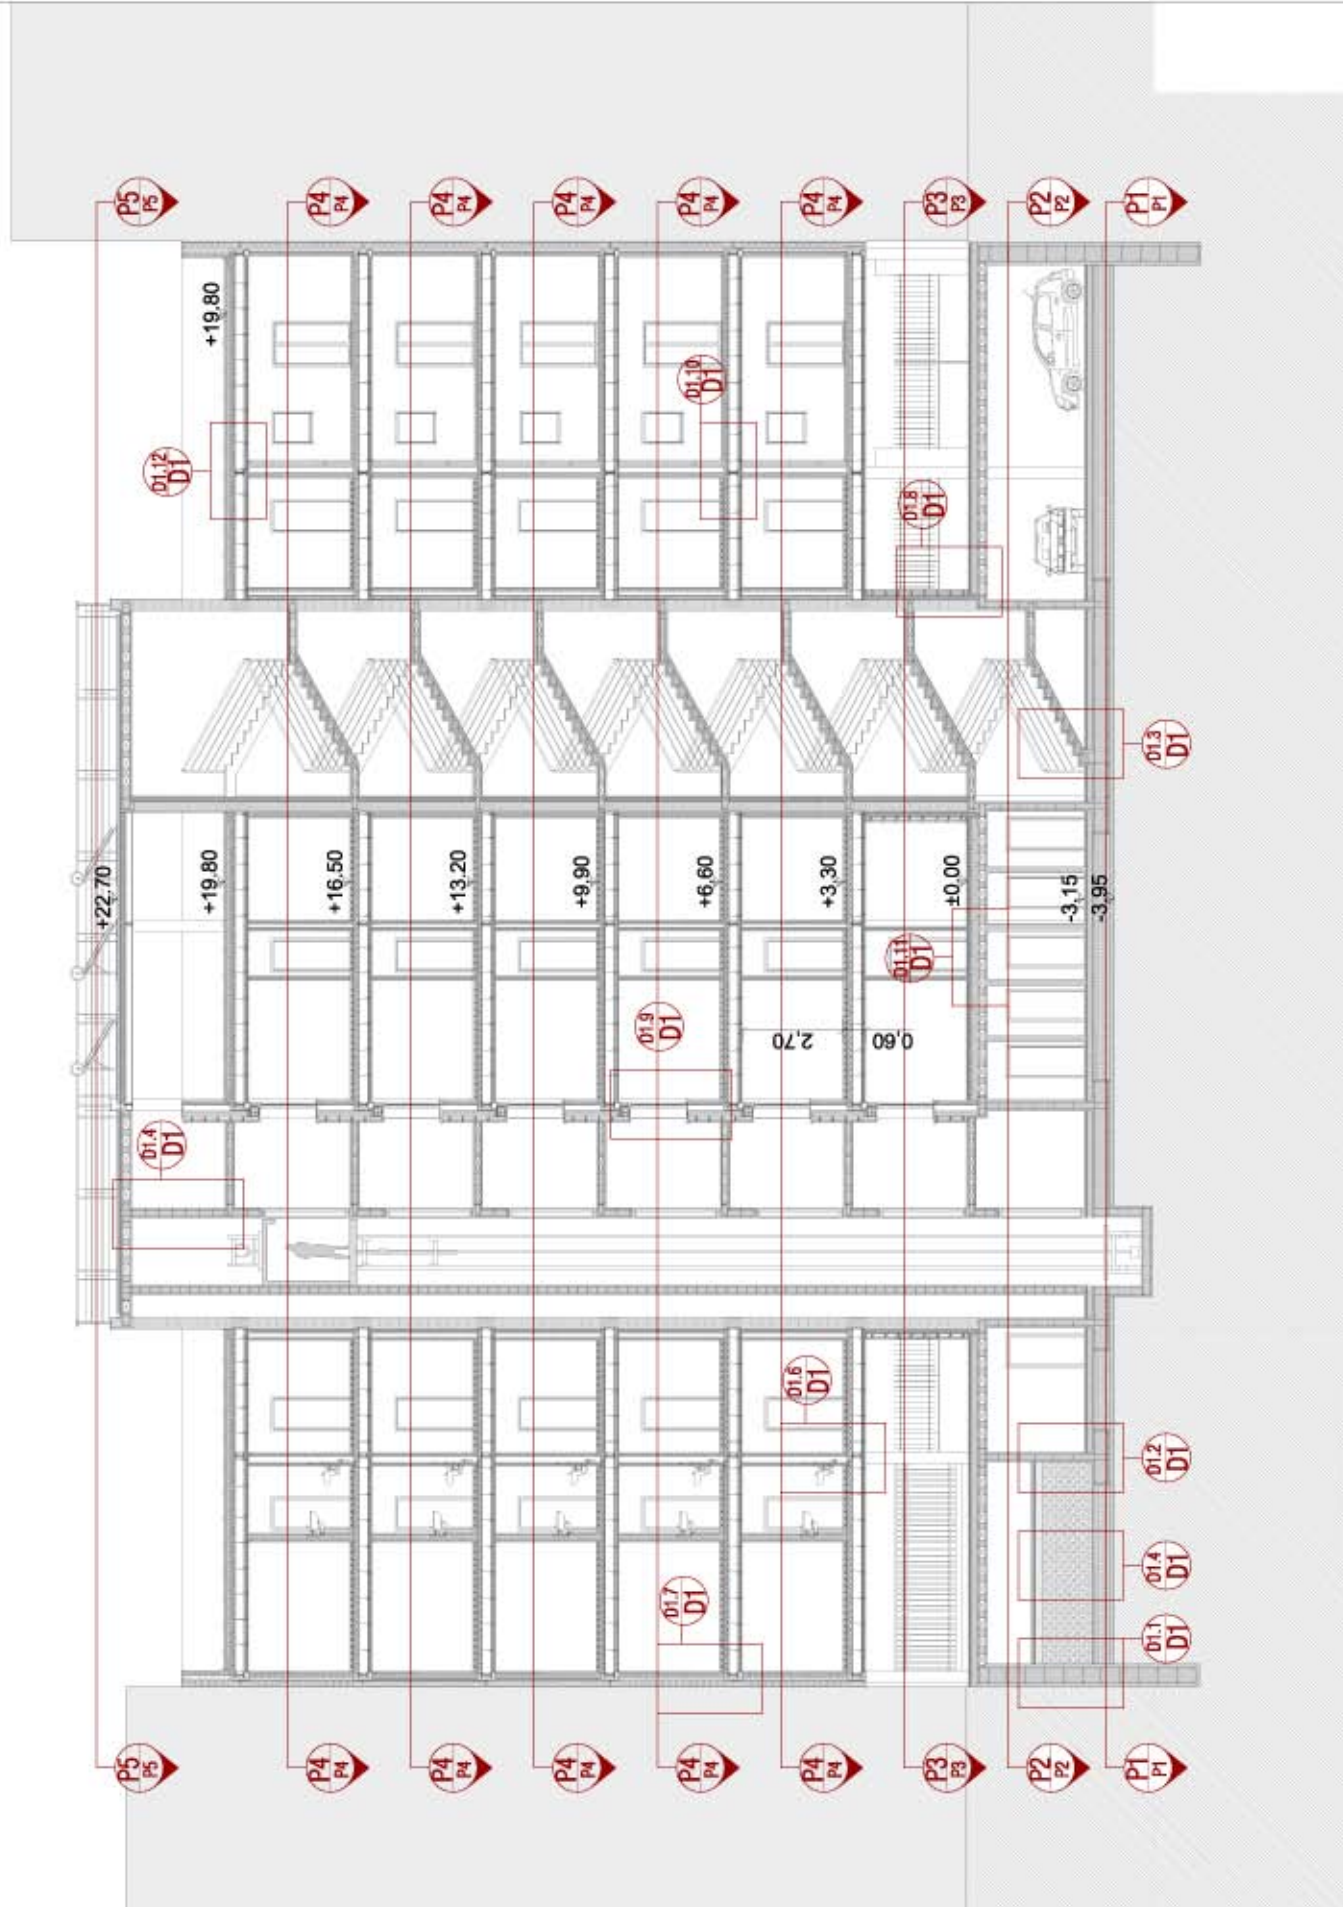 +22,70
P5
P5
P5
P5
D1.4
D1
D1.12
D1
+19,80
+19,80
P4
P4
+16,50
P4
P4
P4
P4
+13,20
P4
P4
P4
P4
+9,90
P4
P4
D1.9
D1
D1.7
D1
P4
P4
+6,60
D1.10
D1
P4
P4
2,70
D1.6
D1
P4
P4
+3,30
P4
P4
0,60
D1.11
D1
D1.8
D1
P3
P3
±0,00
P3
P3
P2
P2
-3,15
P2
P2
-3,95
P1
P1
D1.1
D1
D1.4
D1
D1.2
D1
D1.3
D1
P1
P1